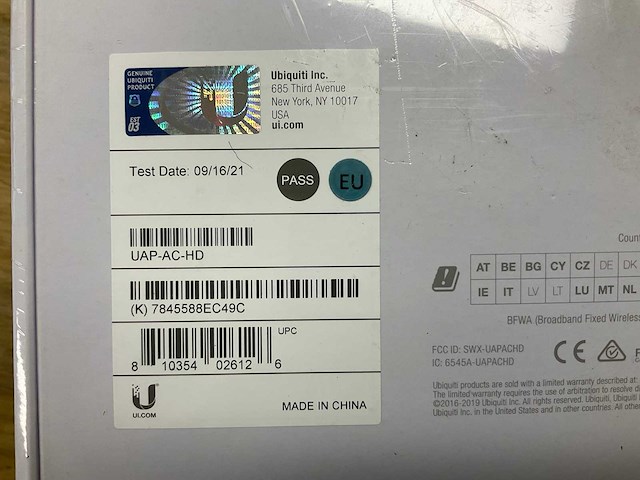 GENUINE
UBIQUITI
PRODUCT
EST
03
U
Ubiquiti Inc.
685 Third Avenue
New York, NY 10017
USA
ui.com
Test Date: 09/16/21
PASS
EU
UAP-AC-HD
(K) 7845588EC49C
UPC
8 10354 02612 6
U
UI.COM
MADE IN CHINA
AT BE BG CY CZ DE DK
IE IT LV LT LU MT NL
BFWA (Broadband Fixed Wireless
FCC ID: SWX-UAPACHD
IC: 6545A-UAPACHD
CE
Ubiquiti products are sold with a limited warranty described at:
The limited warranty requires the use of arbitration to resolve
©2016-2019 Ubiquiti, Inc. All rights reserved. Ubiquiti, Ubiquiti
Ubiquiti Inc. in the United States and in other countries. All other